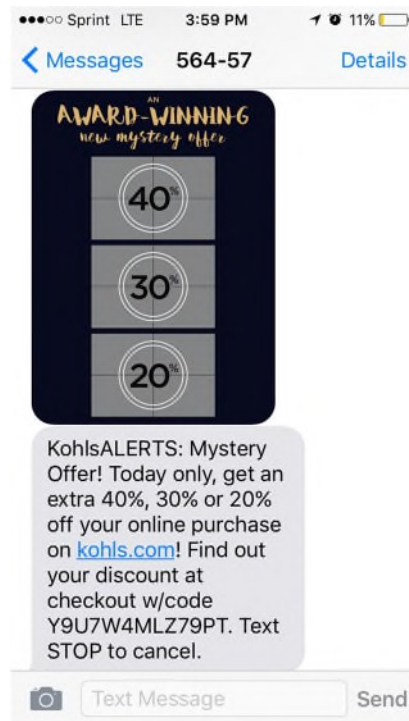 Sprint LTE 3:59 PM 11%
Messages 564-57 Details
AN
AWARD-WINNING
new mystery offer
40%
30%
20%
KohlsALERTS: Mystery
Offer! Today only, get an
extra 40%, 30% or 20%
off your online purchase
on kohls.com! Find out
your discount at
checkout w/code
Y9U7W4MLZ79PT. Text
STOP to cancel.
Text Message Send